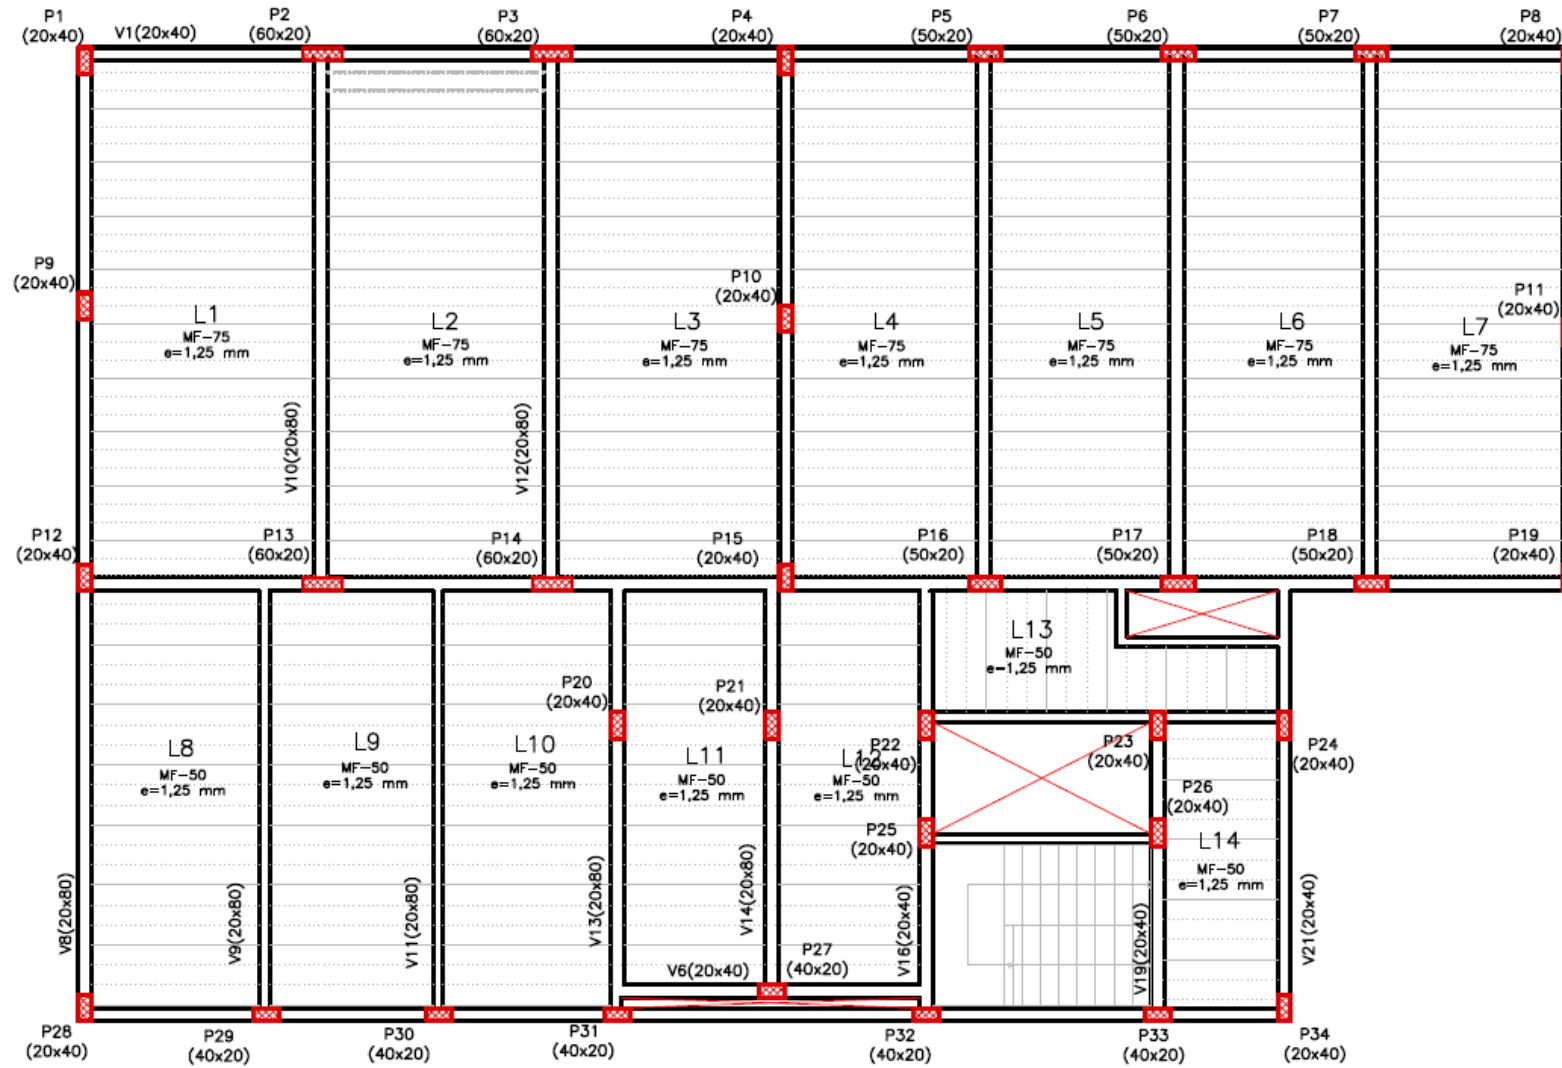 P1
(20x40)
V1(20x40)
P2
(60x20)
P3
(60x20)
P4
(20x40)
P5
(50x20)
P6
(50x20)
P7
(50x20)
P8
(20x40)
P9
(20x40)
P10
(20x40)
P11
(20x40)
L1
MF-75
e=1,25 mm
L2
MF-75
e=1,25 mm
L3
MF-75
e=1,25 mm
L4
MF-75
e=1,25 mm
L5
MF-75
e=1,25 mm
L6
MF-75
e=1,25 mm
L7
MF-75
e=1,25 mm
V10(20x80)
V12(20x80)
P12
(20x40)
P13
(60x20)
P14
(60x20)
P15
(20x40)
P16
(50x20)
P17
(50x20)
P18
(50x20)
P19
(20x40)
L13
MF-50
e-1,25 mm
P20
(20x40)
P21
(20x40)
L8
MF-50
e=1,25 mm
L9
MF-50
e=1,25 mm
L10
MF-50
e=1,25 mm
L11
MF-50
e=1,25 mm
L12
MF-50
e=1,25 mm
P22
(20x40)
P23
(20x40)
P24
(20x40)
P25
(20x40)
P26
(20x40)
L14
MF-50
e=1,25 mm
V8(20x80)
V9(20x80)
V11(20x80)
V13(20x80)
V14(20x80)
V16(20x40)
V19(20x40)
V21(20x40)
V6(20x40)
P27
(40x20)
P28
(20x40)
P29
(40x20)
P30
(40x20)
P31
(40x20)
P32
(40x20)
P33
(40x20)
P34
(20x40)